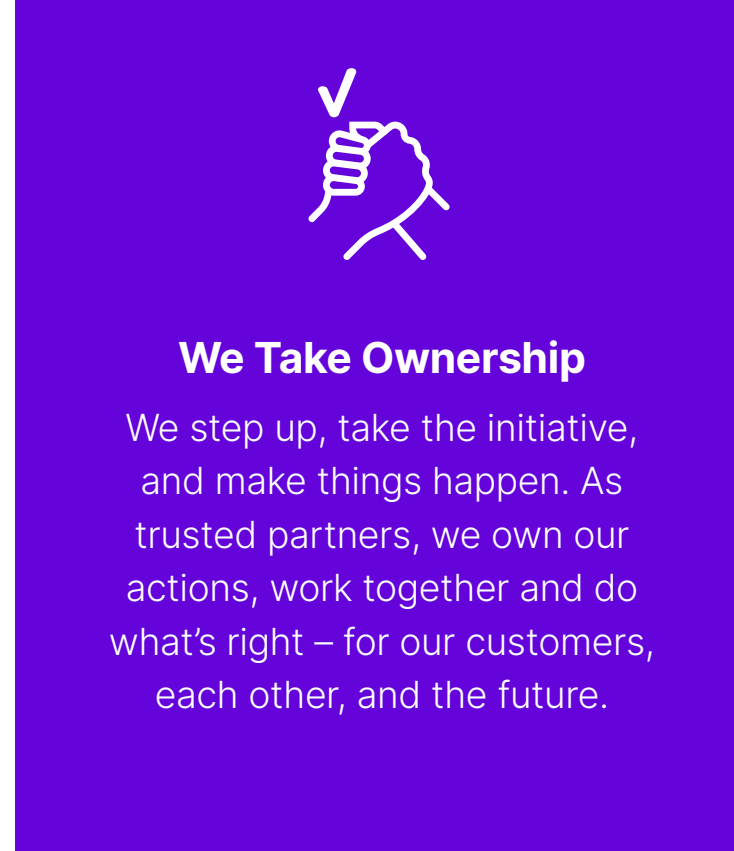 We Take Ownership
We step up, take the initiative,
and make things happen. As
trusted partners, we own our
actions, work together and do
what’s right – for our customers,
each other, and the future.